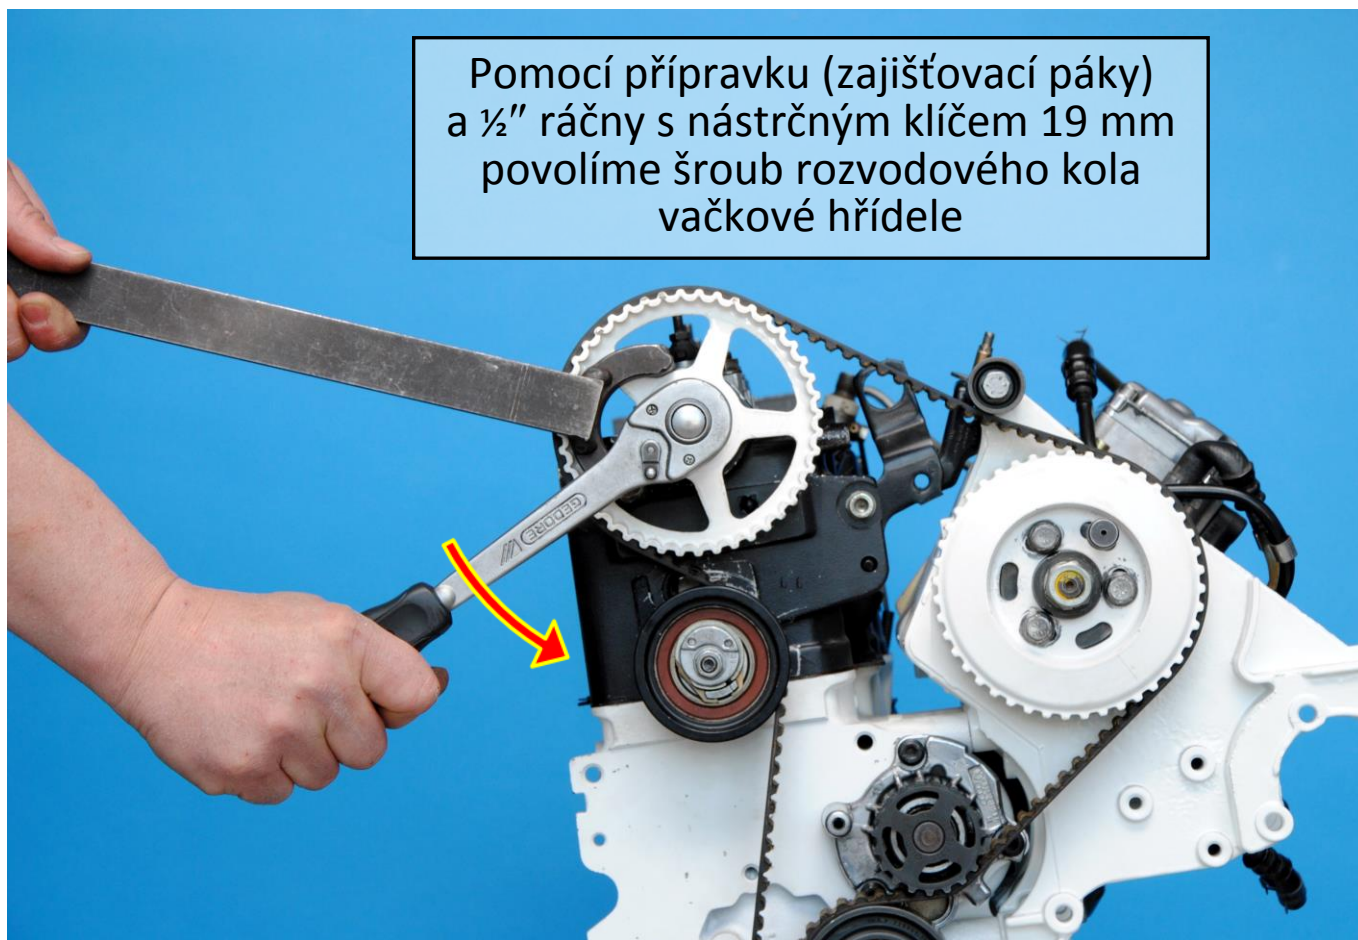 Pomocí přípravku (zajišťovací páky)
a ½″ ráčny s nástrčným klíčem 19 mm
povolíme šroub rozvodového kola
vačkové hřídele
GEDORE